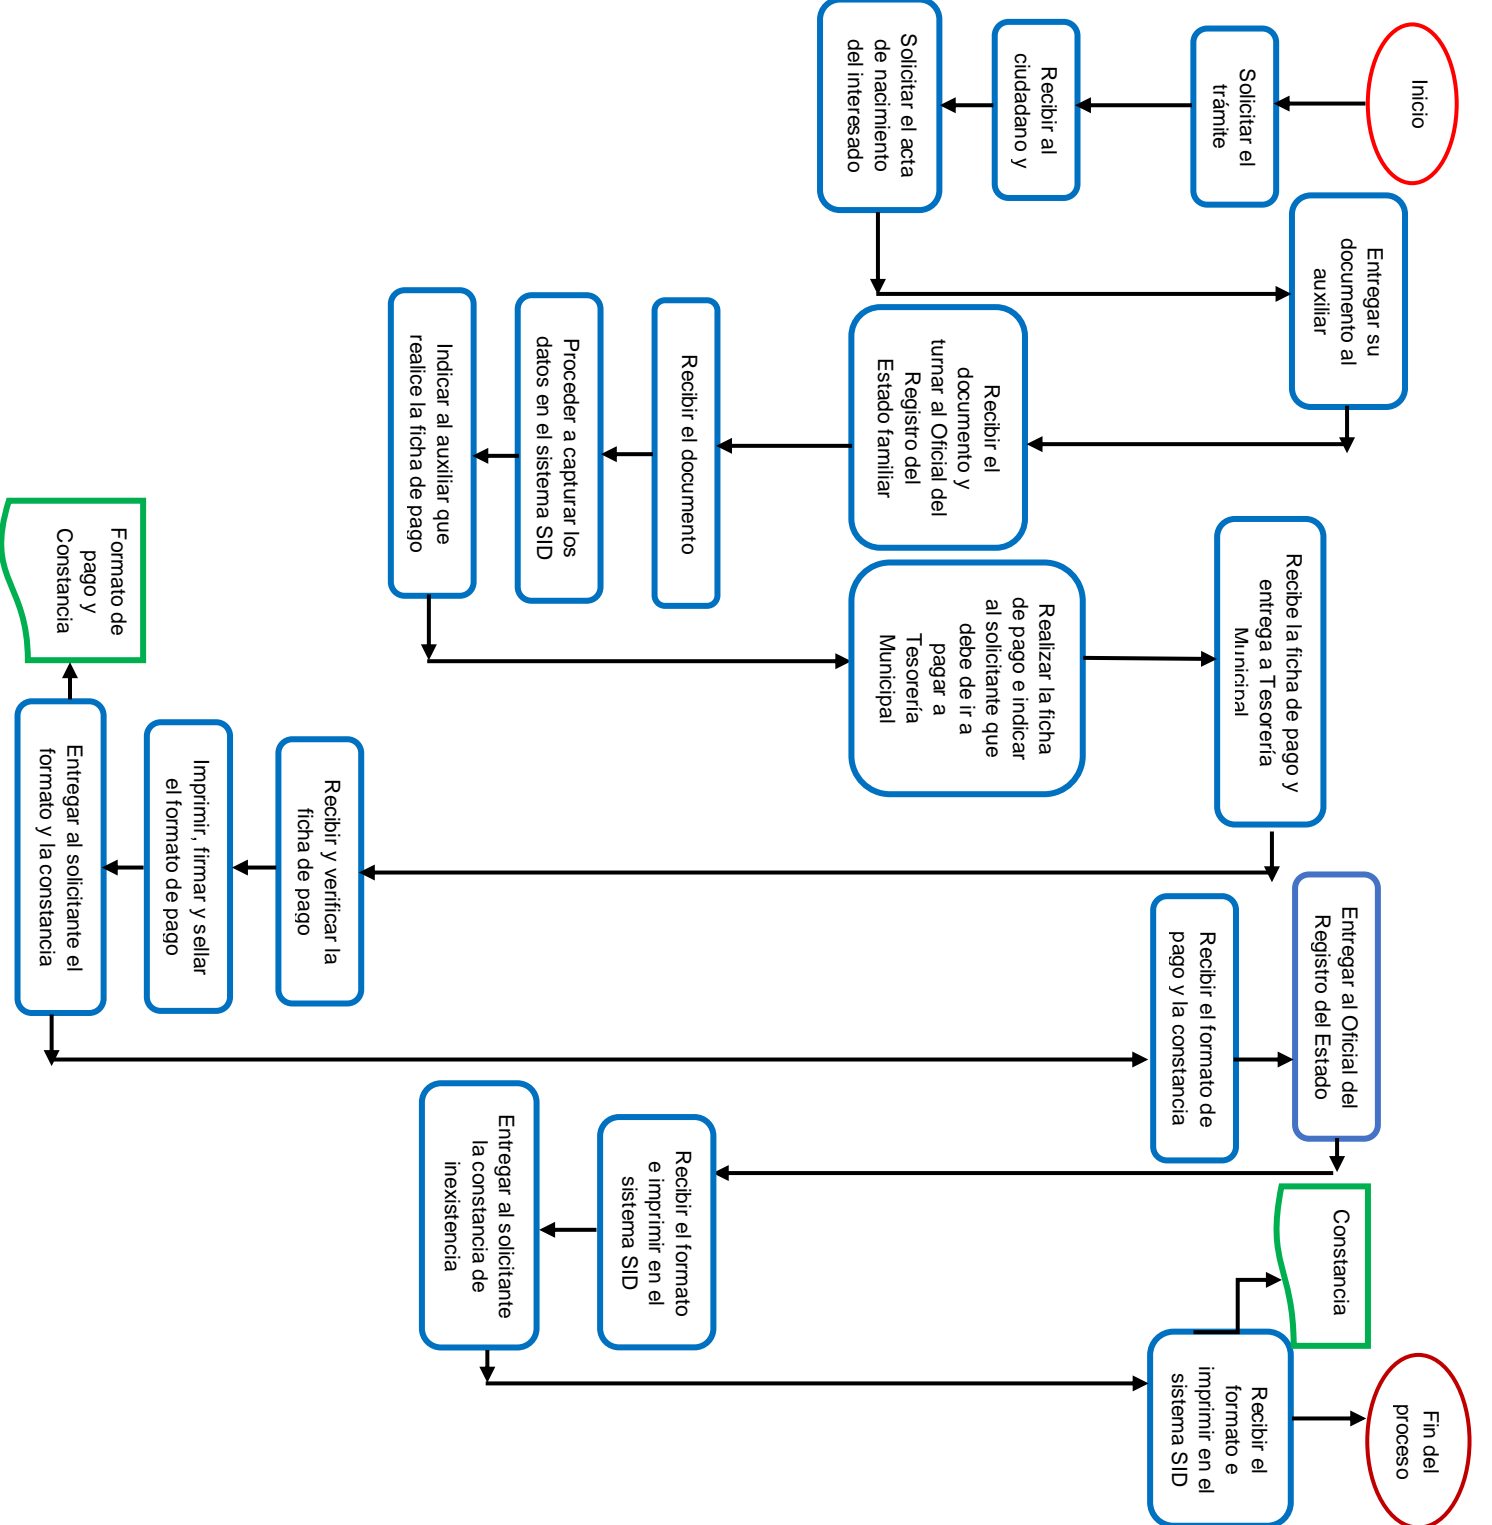 Inicio
Solicitar el
trámite
Recibir al
ciudadano y
Solicitar el acta
de nacimiento
del interesado
Entregar su
documento al
auxiliar
Recibir el
documento y
turnar al Oficial del
Registro del
Estado familiar
Recibir el documento
Proceder a capturar los
datos en el sistema SID
Indicar al auxiliar que
realice la ficha de pago
Realizar la ficha
de pago e indicar
al solicitante que
debe de ir a
pagar a
Tesorería
Municipal
Recibe la ficha de pago y
entrega a Tesorería
Municipal
Recibir y verificar la
ficha de pago
Imprimir, firmar y sellar
el formato de pago
Entregar al solicitante el
formato y la constancia
Formato de
pago y
Constancia
Recibir el formato de
pago y la constancia
Entregar al Oficial del
Registro del Estado
Recibir el formato
e imprimir en el
sistema SID
Entregar al solicitante
la constancia de
inexistencia
Recibir el
formato e
imprimir en el
sistema SID
Constancia
Fin del
proceso